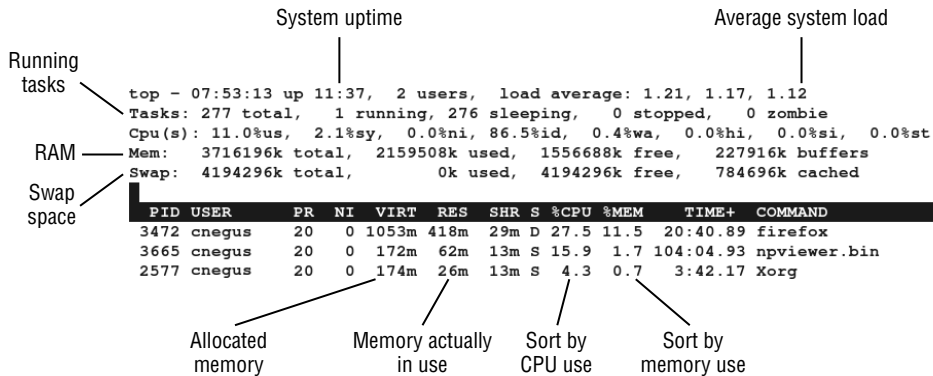 System uptime
Average system load
Running
tasks
top - 07:53:13 up 11:37, 2 users, load average: 1.21, 1.17, 1.12
Tasks: 277 total, 1 running, 276 sleeping, 0 stopped, 0 zombie
Cpu(s): 11.0%us, 2.1%sy, 0.0%ni, 86.5%id, 0.4%wa, 0.0%hi, 0.0%si, 0.0%st
RAM
Mem: 3716196k total, 2159508k used, 1556688k free, 227916k buffers
Swap
space
Swap: 4194296k total, 0k used, 4194296k free, 784696k cached
PID USER PR NI VIRT RES SHR S %CPU %MEM TIME+ COMMAND
3472 cnegus 20 0 1053m 418m 29m D 27.5 11.5 20:40.89 firefox
3665 cnegus 20 0 172m 62m 13m S 15.9 1.7 104:04.93 npviewer.bin
2577 cnegus 20 0 174m 26m 13m S 4.3 0.7 3:42.17 Xorg
Allocated
memory
Memory actually
in use
Sort by
CPU use
Sort by
memory use